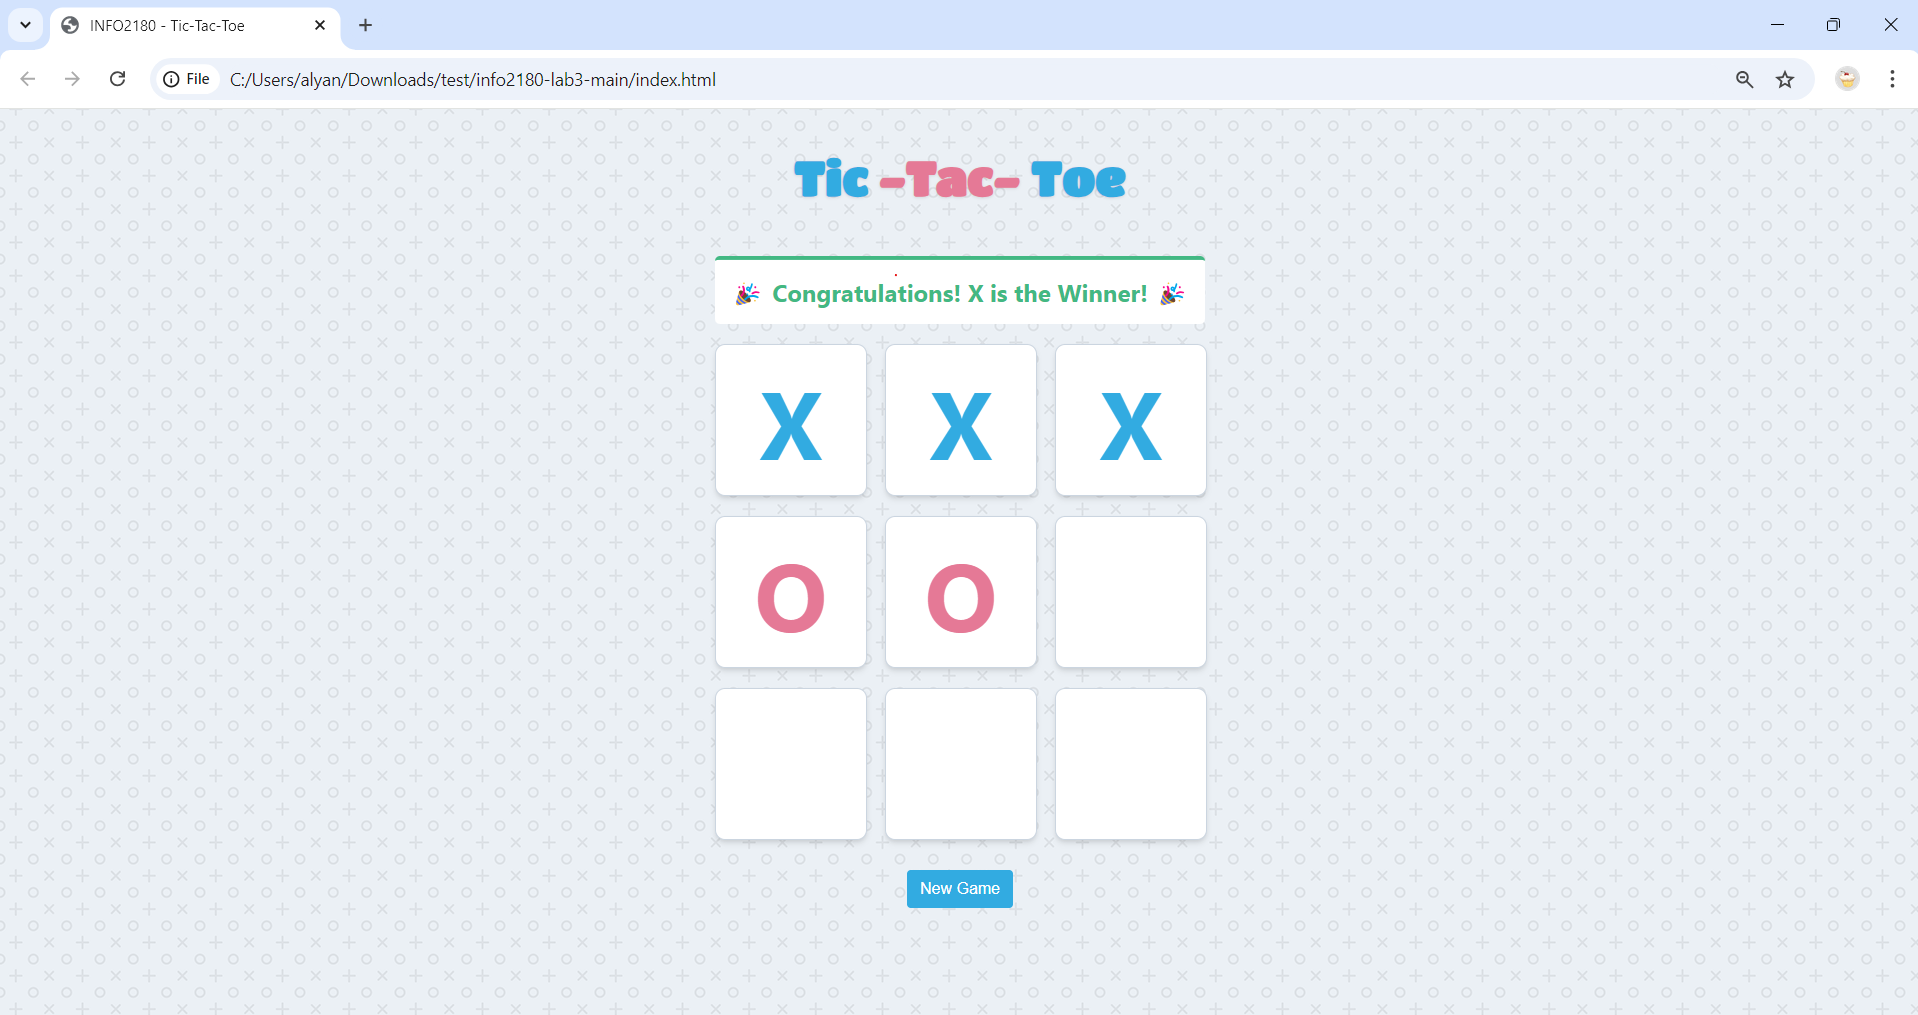 INFO2180 - Tic-Tac-Toe
File C:/Users/alyan/Downloads/test/info2180-lab3-main/index.html
Tic -Tac- Toe
🎉 Congratulations! X is the Winner! 🎉
X X X
O O
New Game